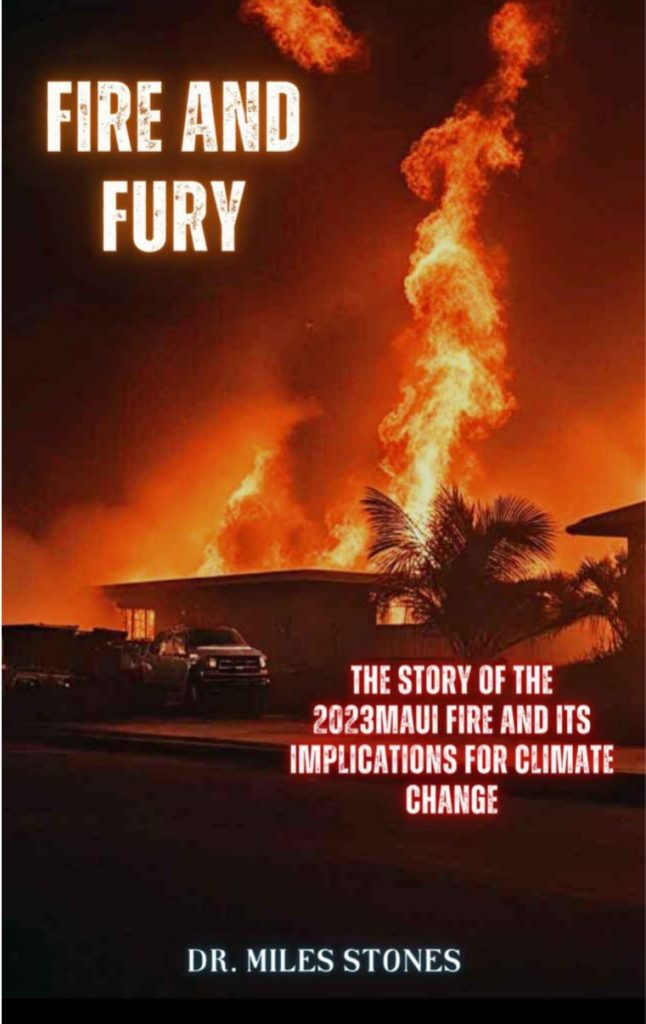 FIRE AND
FURY
THE STORY OF THE
2023MAUI FIRE AND ITS
IMPLICATIONS FOR CLIMATE
CHANGE
DR. MILES STONES